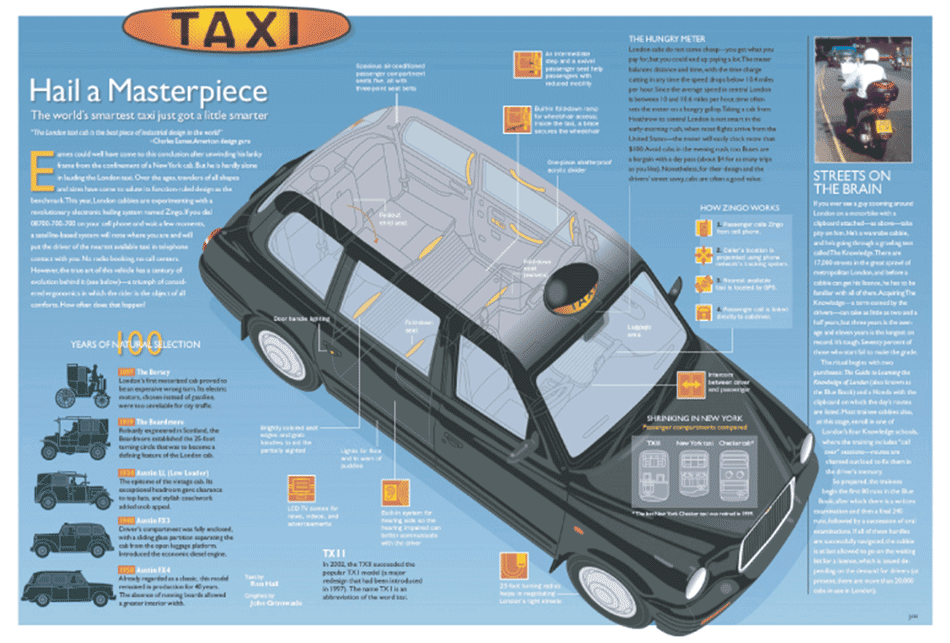 TAXI
Hail a Masterpiece
The world's smartest taxi just got a little smarter
"The London taxi cab is the best piece of industrial design in the world"
–Charles Eames, American design guru
Eames could well have come to this conclusion after unwinding his lanky
frame from the confinement of a New York cab. But he is hardly alone
in lauding the London taxi. Over the ages, travelers of all shapes
and sizes have come to salute its function-ruled design as the
benchmark. This year, London cabbies are experimenting with a
revolutionary electronic hailing system named Zingo. If you dial
08700-700-700 on your cell phone and wait a few moments,
a satellite-based system will
put the driver of the nearest available taxi in telephone
contact with you. No radio booking, no call centers.
However, the true art of this vehicle has a century of
evolution behind it (see below)—a triumph of consid-
ered ergonomics in which the rider is the object of all
comforts. How often does that happen?
100
YEARS OF NATURAL SELECTION
1897 The Bersey
London's first motorized cab proved to
be an expensive wrong turn. Its electric
motors, chosen instead of gasoline,
were too unreliable for city traffic.
1919 The Beardmore
Robustly engineered in Scotland, the
Beardmore established the 25-foot
turning circle that was to become a
defining feature of the London cab.
1934 Austin LL (Low Loader)
The epitome of the vintage cab. Its
exceptional headroom gave clearance
to top hats, and stylish coachwork
added snob appeal.
Austin FX3
Driver's compartment was fully enclosed,
with a sliding glass partition separating the
cab from the open luggage platform.
Introduced the economic diesel engine.
1958 Austin FX4
Already regarded as a classic, this model
remained in production for 40 years.
The absence of running boards allowed
a greater interior width.
Spacious air-conditioned
passenger compartment
seats five, all with
three-point seat belts
An intermediate
step and a swivel
passenger seat help
passengers with
reduced mobility
Built-in fold-down ramp
for wheelchair access;
inside the taxi, a brace
secures the wheelchair
One-piece shatterproof
acrylic divider
Fold-out
child seat
Fold-down
seat
Door handle lighting
Fold-down
seat
Luggage
area
Intercom
between driver
and passenger
Brightly colored seat
edges and grab
handles, to aid the
partially sighted
Lights for floor
and to warn of
puddles
LCD TV screen for
news, videos, and
advertisements
Built-in system for
hearing aids so the
hearing impaired can
better communicate
with the driver
25-foot turning radius
helps in negotiating
London's tight streets
TX11
In 2002, the TXII succeeded the
popular TX1 model (a major
redesign that had been introduced
in 1997). The name TX1 is an
abbreviation of the word taxi.
Text by
Graphics by
John Grimwade
THE HUNGRY METER
London cabs do not come cheap—you get what you
pay for, but you could end up paying a lot. The meter
balances distance and time, with the time charge
cutting in any time the speed drops below 10.4 miles
per hour. Since the average speed in central London
is between 10 and 10.6 miles per hour, time often
sets the meter on a hungry gallop. Taking a cab from
Heathrow to central London is not smart in the
early-morning rush, when most flights arrive from the
United States—the meter will easily clock more than
$100. Avoid cabs in the evening rush, too. Buses are
a bargain with a day pass (about $4 for as many trips
as you like). Nonetheless, for their design and the
drivers' street savvy, cabs are often a good value.
HOW ZINGO WORKS
1. Passenger calls Zingo
from cell phone.
2. Caller's location is
pinpointed using phone
network's tracking system.
3. Nearest available
taxi is located by GPS.
4. Passenger call is linked
directly to cab driver.
SHRINKING IN NEW YORK
Passenger compartments compared
TXII New York taxi Checker cab*
* The last New York Checker taxi was retired in 1999.
STREETS ON
THE BRAIN
If you ever see a guy zooming around
London on a motorbike with a
clipboard attached—as above—take
pity on him. He's a wannabe cabbie,
and he's going through a grueling test
called The Knowledge. There are
17,000 streets in the great sprawl of
metropolitan London, and before a
cabbie can get his license, he has to be
familiar with all of them. Acquiring The
Knowledge—a term coined by the
drivers—can take as little as two and a
half years, but three years is the aver-
age and eleven years is the longest on
record. It's tough: Seventy percent of
those who start fail to make the grade.
The ritual begins with two
purchases: The Guide to Learning the
Knowledge of London (also known as
the Blue Book) and a Honda with the
clipboard on which the day's routes
are listed. Most trainee cabbies also,
at this stage, enroll in one of
London's four Knowledge schools,
where the training includes "call
over" sessions—routes are
chanted out loud to fix them in
the driver's memory.
So prepared, the trainees
begin the first 80 runs in the Blue
Book, after which there is a written
examination and then a final 240
runs, followed by a succession of oral
examinations. If all of these hurdles
are successfully navigated, the cabbie
is at last allowed to go on the waiting
list for a license, which is issued de-
pending on the demand for drivers (at
present, there are more than 20,000
cabs in use in London).